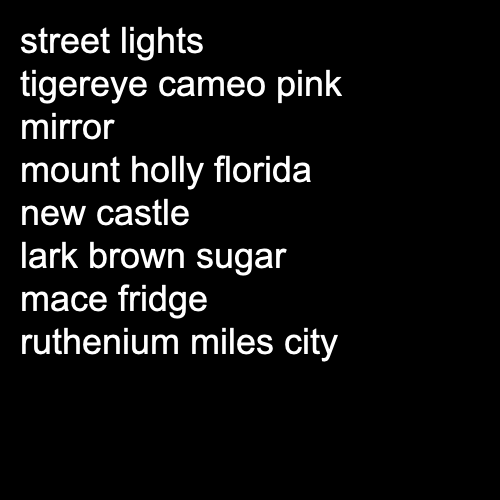 street lights
tigereye cameo pink
mirror
mount holly florida
new castle
lark brown sugar
mace fridge
ruthenium miles city